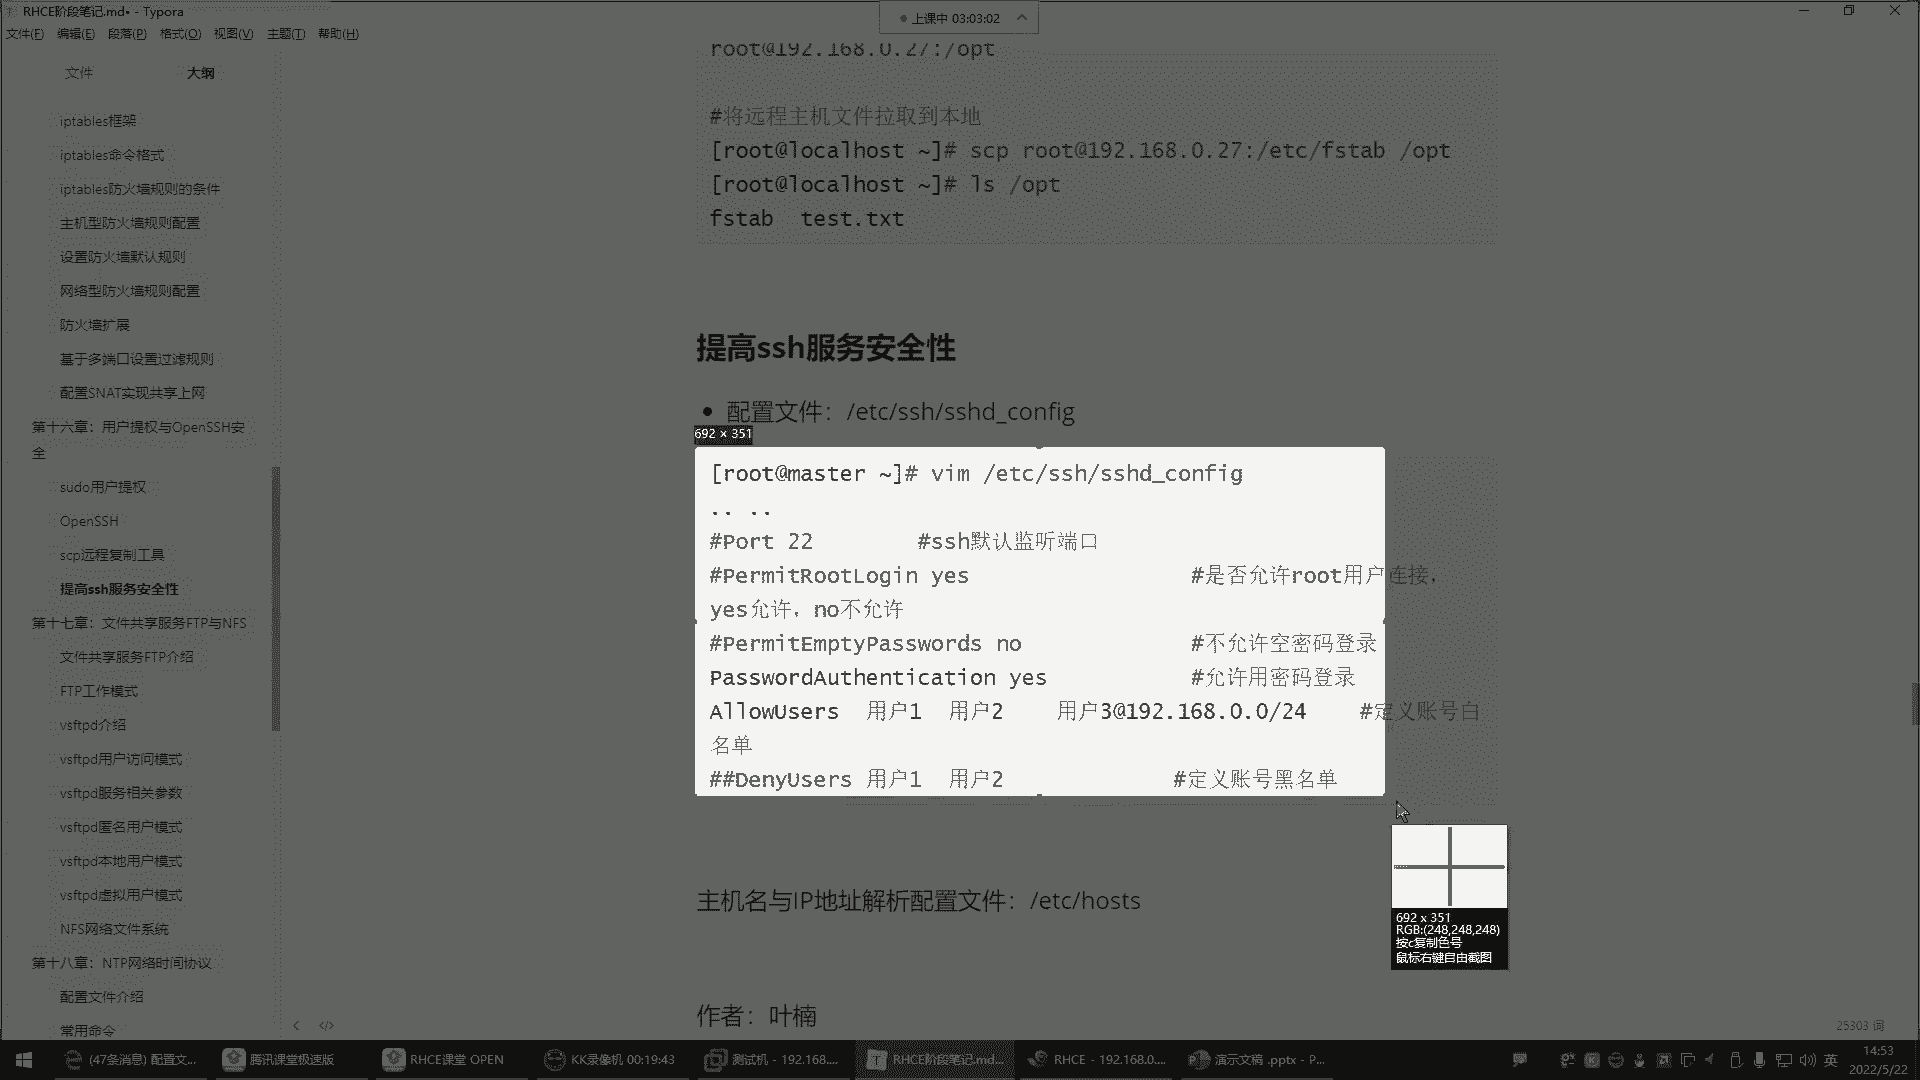 RHCE阶段笔记.md• - Typora
上课中 03:03:02
文件(F) 编辑(E) 段落(P) 格式(O) 视图(V) 主题(T) 帮助(H)
文件 大纲
iptables框架
iptables命令格式
iptables防火墙规则的条件
主机型防火墙规则配置
设置防火墙默认规则
网络型防火墙规则配置
防火墙扩展
基于多端口设置过滤规则
配置SNAT实现共享上网
第十六章：用户提权与OpenSSH安
全
sudo用户提权
OpenSSH
scp远程复制工具
提高ssh服务安全性
第十七章：文件共享服务FTP与NFS
文件共享服务FTP介绍
FTP工作模式
vsftpd介绍
vsftpd用户访问模式
vsftpd服务相关参数
vsftpd匿名用户模式
vsftpd本地用户模式
vsftpd虚拟用户模式
NFS网络文件系统
第十八章：NTP网络时间协议
配置文件介绍
常用命令
root@192.168.0.27:/opt
#将远程主机文件拉取到本地
[root@localhost ~]# scp root@192.168.0.27:/etc/fstab /opt
[root@localhost ~]# ls /opt
fstab test.txt
提高ssh服务安全性
• 配置文件：/etc/ssh/sshd_config
692 × 351
[root@master ~]# vim /etc/ssh/sshd_config
.. ..
#Port 22 #ssh默认监听端口
#PermitRootLogin yes #是否允许root用户连接，
yes允许，no不允许
#PermitEmptyPasswords no #不允许空密码登录
PasswordAuthentication yes #允许用密码登录
AllowUsers 用户1 用户2 用户3@192.168.0.0/24 #定义账号白
名单
##DenyUsers 用户1 用户2 #定义账号黑名单
692 x 351
RGB:(248,248,248)
按c复制色号
鼠标右键自由截图
主机名与IP地址解析配置文件：/etc/hosts
作者：叶楠
25303 词
(47条消息) 配置文... 腾讯课堂极速版 RHCE课堂 OPEN KK录像机 00:19:43 测试机 - 192.168.... RHCE阶段笔记.md... RHCE - 192.168.0.... 演示文稿 .pptx - P... 英
14:53
2022/5/22